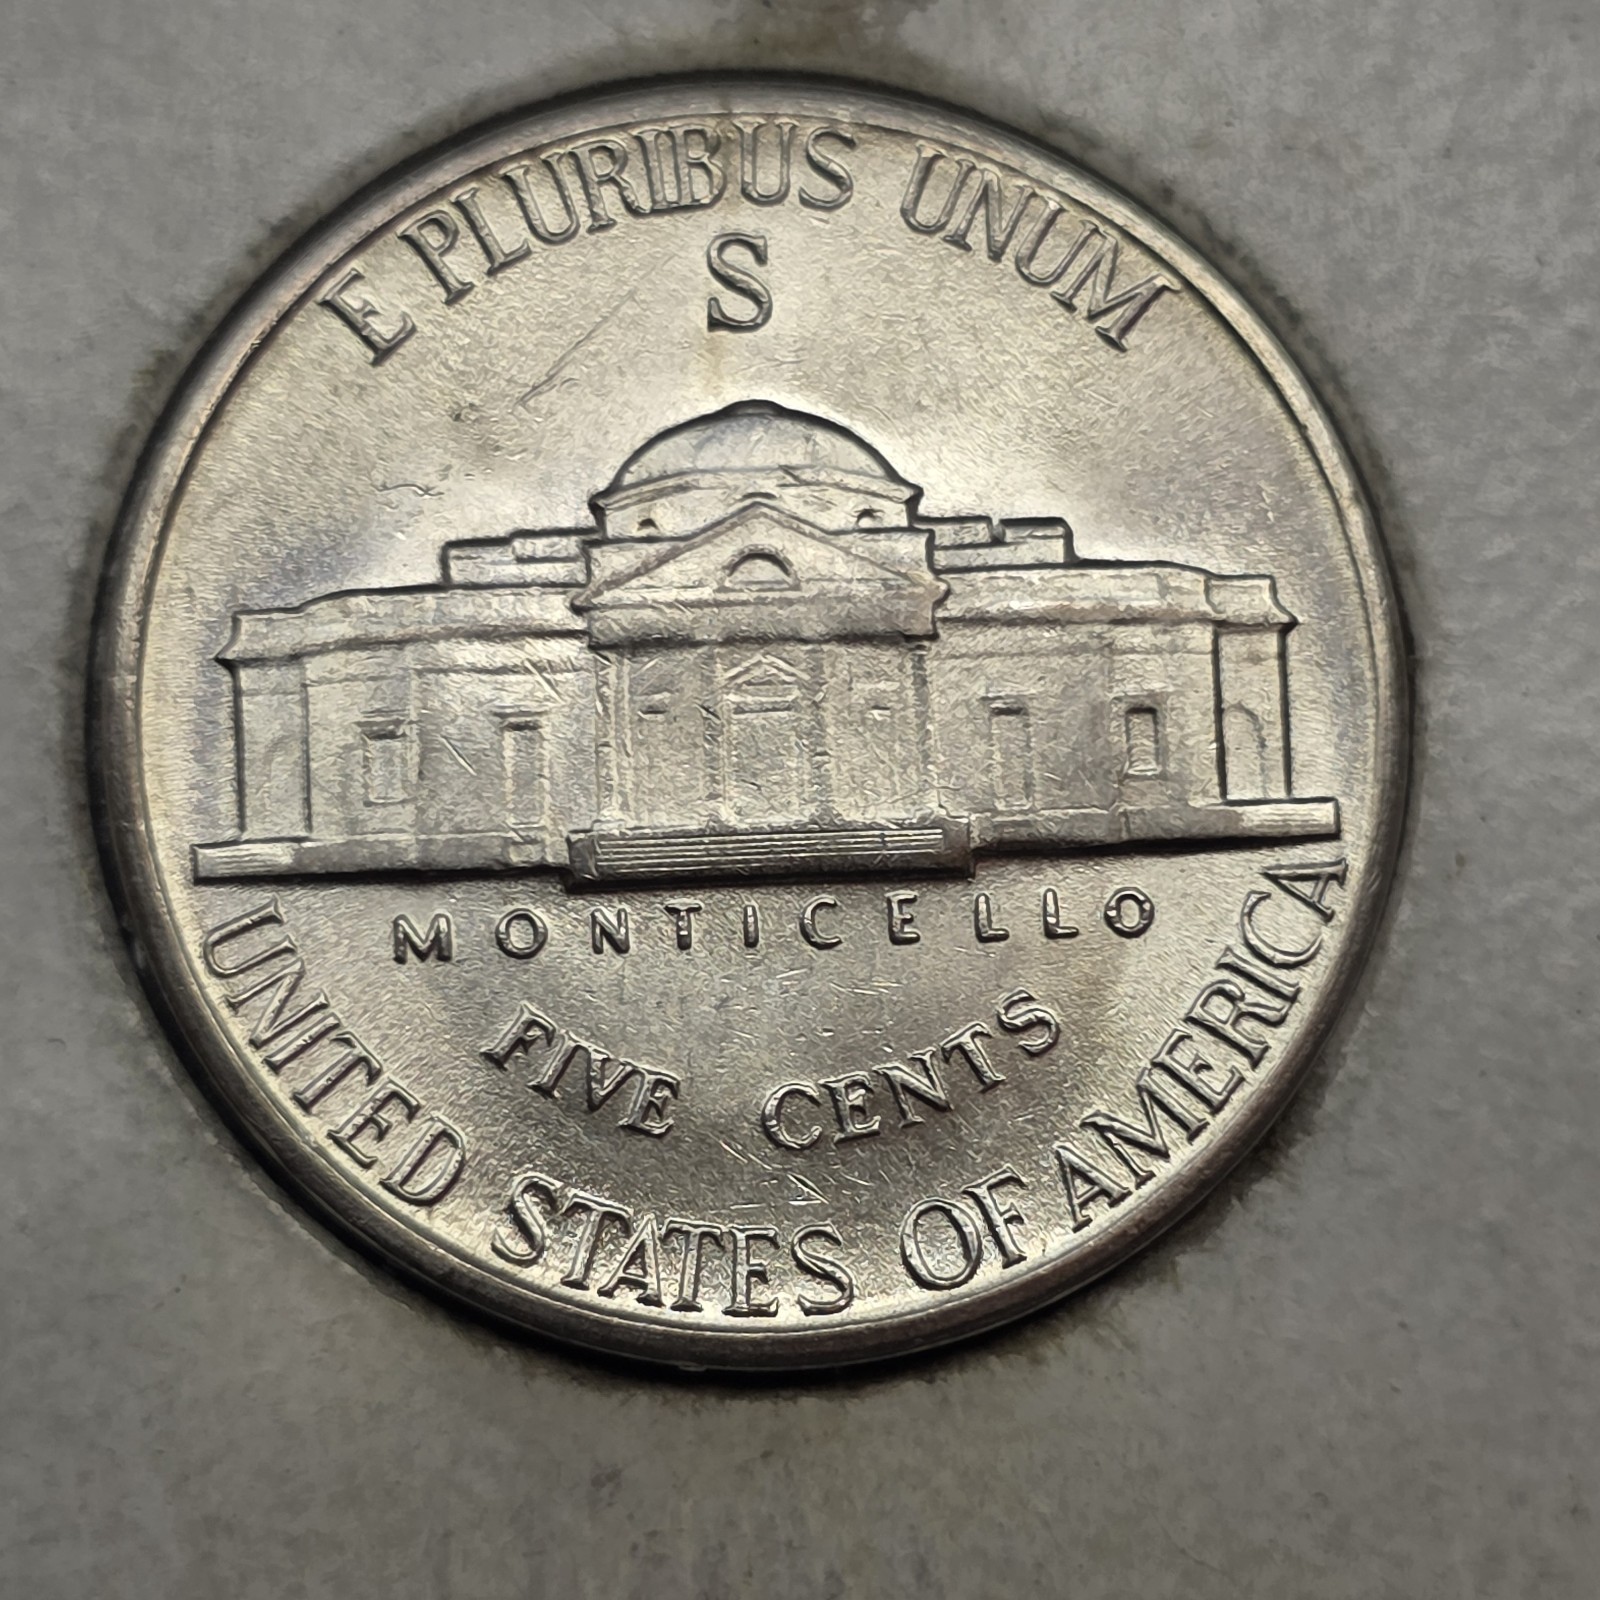 E PLURIBUS UNUM
S
MONTICELLO
FIVE CENTS
UNITED STATES OF AMERICA